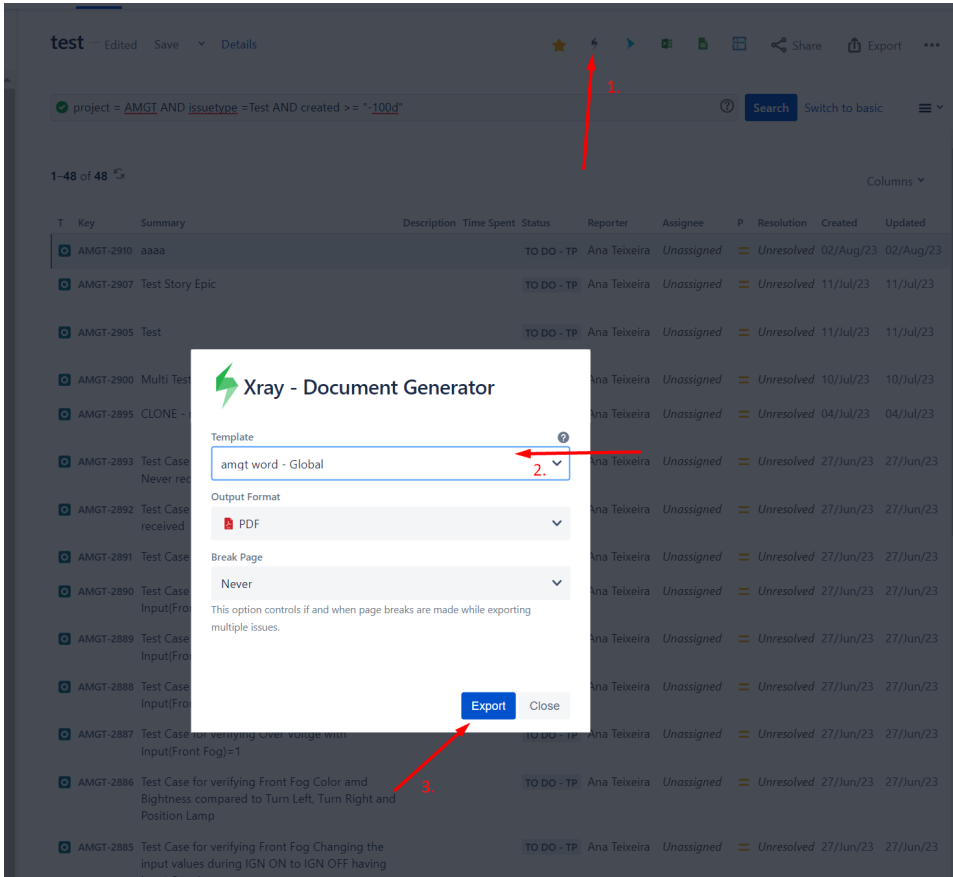 test – Edited Save Details Share Export
1.
project = AMGT AND issuetype =Test AND created >= "-100d" Search Switch to basic
1–48 of 48
Columns
T Key Summary Description Time Spent Status Reporter Assignee P Resolution Created Updated
AMGT-2910 aaaa TO DO - TP Ana Teixeira Unassigned Unresolved 02/Aug/23 02/Aug/23
AMGT-2907 Test Story Epic TO DO - TP Ana Teixeira Unassigned Unresolved 11/Jul/23 11/Jul/23
AMGT-2905 Test TO DO - TP Ana Teixeira Unassigned Unresolved 11/Jul/23 11/Jul/23
AMGT-2900 Multi Test Ana Teixeira Unassigned Unresolved 10/Jul/23 10/Jul/23
AMGT-2895 CLONE - Ana Teixeira Unassigned Unresolved 04/Jul/23 04/Jul/23
AMGT-2893 Test Case Ana Teixeira Unassigned Unresolved 27/Jun/23 27/Jun/23
Never rec
AMGT-2892 Test Case Ana Teixeira Unassigned Unresolved 27/Jun/23 27/Jun/23
received
AMGT-2891 Test Case Ana Teixeira Unassigned Unresolved 27/Jun/23 27/Jun/23
AMGT-2890 Test Case Ana Teixeira Unassigned Unresolved 27/Jun/23 27/Jun/23
Input(Fro
AMGT-2889 Test Case Ana Teixeira Unassigned Unresolved 27/Jun/23 27/Jun/23
Input(Fro
AMGT-2888 Test Case Ana Teixeira Unassigned Unresolved 27/Jun/23 27/Jun/23
Input(Fro
Xray - Document Generator
Template
amgt word - Global
2.
Output Format
PDF
Break Page
Never
This option controls if and when page breaks are made while exporting
multiple issues.
Export Close
3.
AMGT-2887 Test Case for verifying Over Voltge with TO DO - TP Ana Teixeira Unassigned Unresolved 27/Jun/23 27/Jun/23
Input(Front Fog)=1
AMGT-2886 Test Case for verifying Front Fog Color amd TO DO - TP Ana Teixeira Unassigned Unresolved 27/Jun/23 27/Jun/23
Bightness compared to Turn Left, Turn Right and
Position Lamp
AMGT-2885 Test Case for verifying Front Fog Changing the TO DO - TP Ana Teixeira Unassigned Unresolved 27/Jun/23 27/Jun/23
input values during IGN ON to IGN OFF having